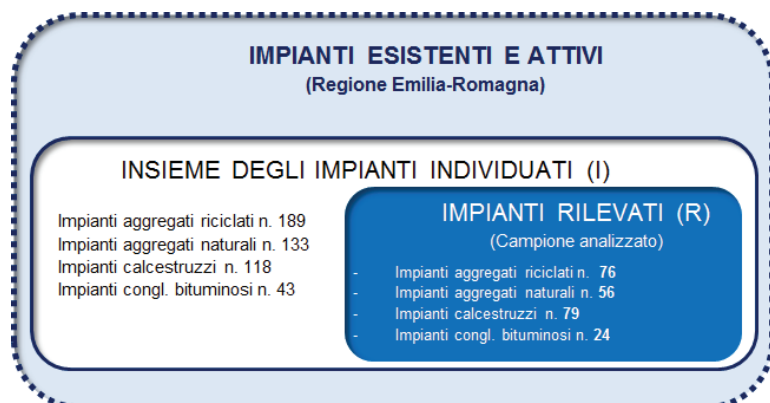 IMPIANTI ESISTENTI E ATTIVI
(Regione Emilia-Romagna)
INSIEME DEGLI IMPIANTI INDIVIDUATI (I)
Impianti aggregati riciclati n. 189
Impianti aggregati naturali n. 133
Impianti calcestruzzi n. 118
Impianti congl. bituminosi n. 43
IMPIANTI RILEVATI (R)
(Campione analizzato)
- Impianti aggregati riciclati n. 76
- Impianti aggregati naturali n. 56
- Impianti calcestruzzi n. 79
- Impianti congl. bituminosi n. 24